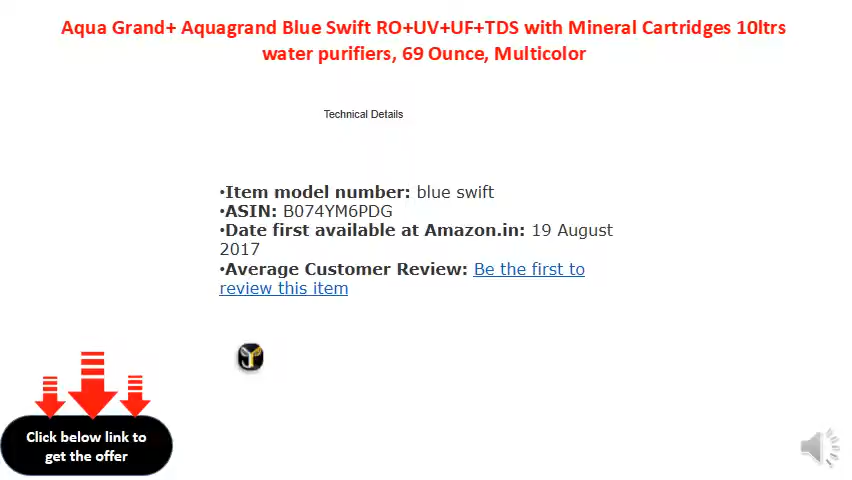 Aqua Grand+ Aquagrand Blue Swift RO+UV+UF+TDS with Mineral Cartridges 10ltrs
water purifiers, 69 Ounce, Multicolor
Technical Details
•Item model number: blue swift
•ASIN: B074YM6PDG
•Date first available at Amazon.in: 19 August
2017
•Average Customer Review: Be the first to
review this item
Click below link to
get the offer